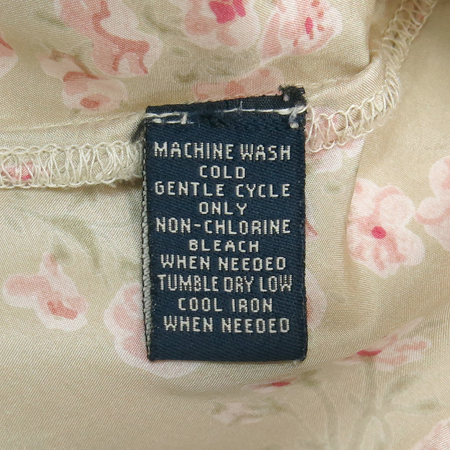 MACHINE WASH
COLD
GENTLE CYCLE
ONLY
NON-CHLORINE
BLEACH
WHEN NEEDED
TUMBLE DRY LOW
COOL IRON
WHEN NEEDED